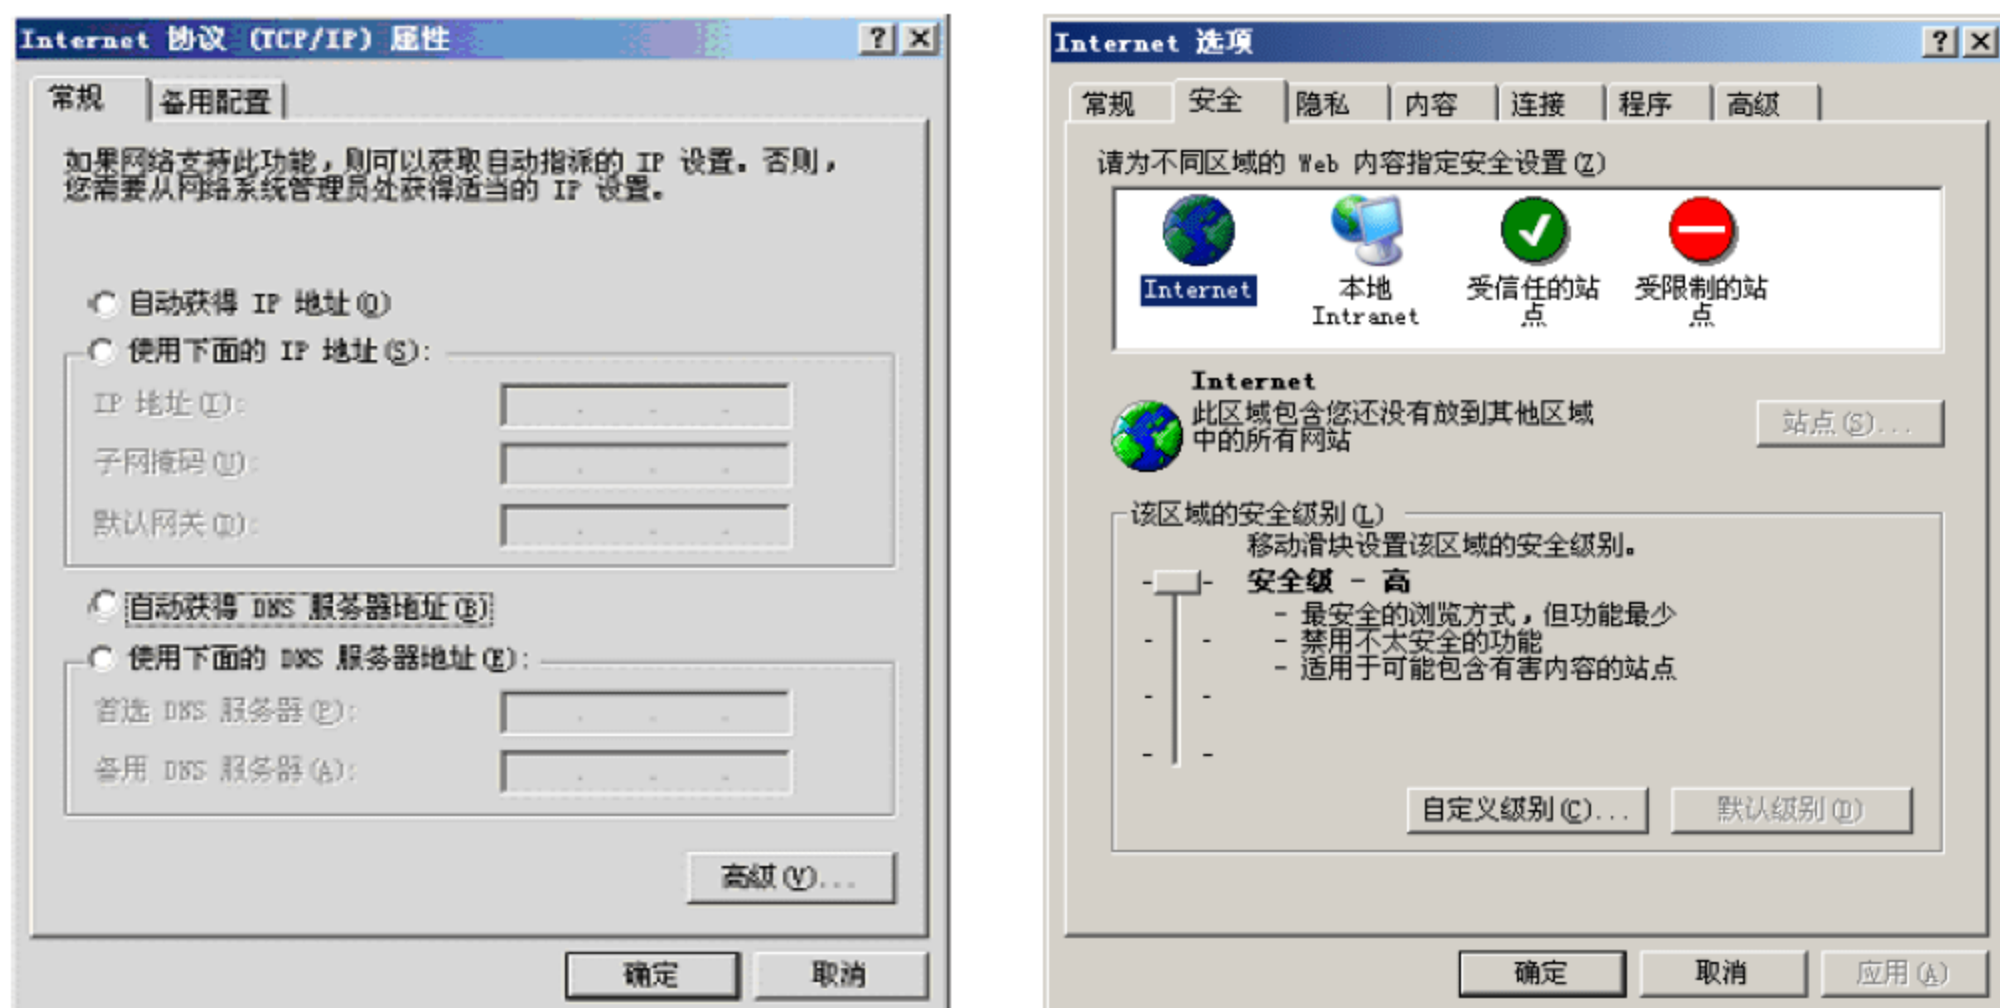 Internet 协议 (TCP/IP) 属性
常规
备用配置
如果网络支持此功能，则可以获取自动指派的 IP 设置。否则，
您需要从网络系统管理员处获得适当的 IP 设置。
自动获得 IP 地址(O)
使用下面的 IP 地址(S):
IP 地址(I):
子网掩码(U):
默认网关(D):
自动获得 DNS 服务器地址(B)
使用下面的 DNS 服务器地址(E):
首选 DNS 服务器(P):
备用 DNS 服务器(A):
高级(V)...
确定
取消
Internet 选项
常规
安全
隐私
内容
连接
程序
高级
请为不同区域的 Web 内容指定安全设置(Z)
Internet
本地
Intranet
受信任的站
点
受限制的站
点
Internet
此区域包含您还没有放到其他区域
中的所有网站
站点(S)...
该区域的安全级别(L)
移动滑块设置该区域的安全级别。
安全级 - 高
- 最安全的浏览方式，但功能最少
- 禁用不太安全的功能
- 适用于可能包含有害内容的站点
自定义级别(C)...
默认级别(D)
确定
取消
应用(A)